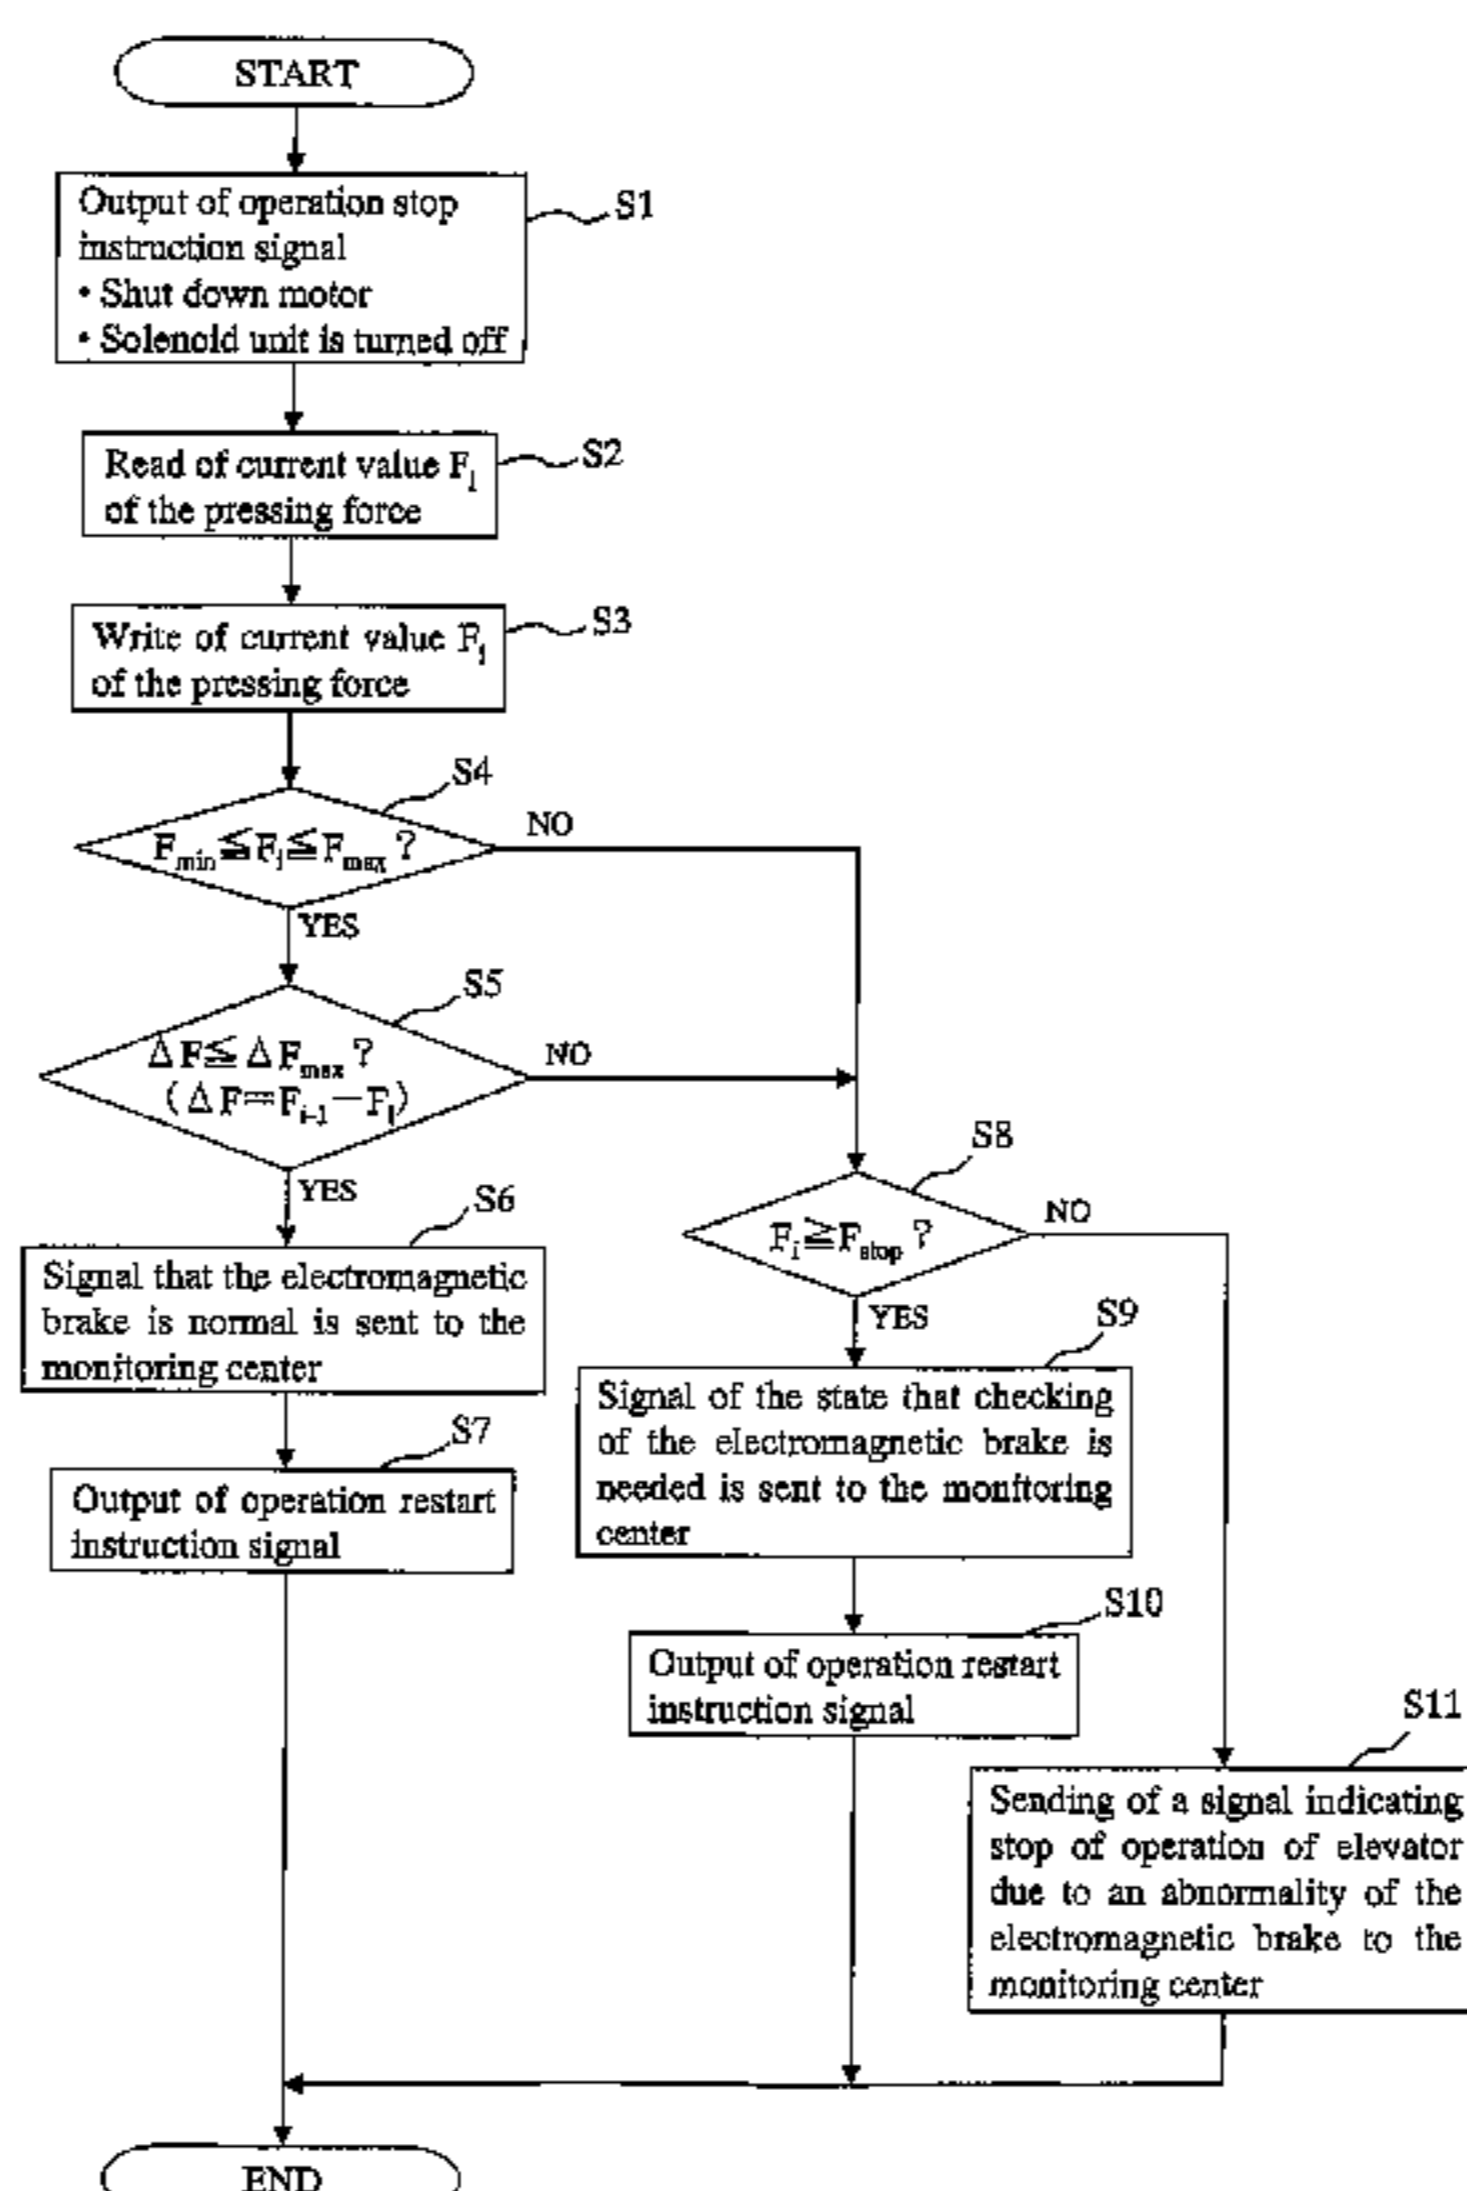 START
Output of operation stop
instruction signal
• Shut down motor
• Solenoid unit is turned off
S1
Read of current value Fi
of the pressing force
S2
Write of current value Fi
of the pressing force
S3
S4
Fmin≦Fi≦Fmax ?
NO
YES
S5
ΔF≦ΔFmax ?
(ΔF=Fi-1−Fi)
NO
YES
S6
Signal that the electromagnetic
brake is normal is sent to the
monitoring center
S7
Output of operation restart
instruction signal
S8
Fi≧Fstop ?
NO
YES
S9
Signal of the state that checking
of the electromagnetic brake is
needed is sent to the monitoring
center
S10
Output of operation restart
instruction signal
S11
Sending of a signal indicating
stop of operation of elevator
due to an abnormality of the
electromagnetic brake to the
monitoring center
END